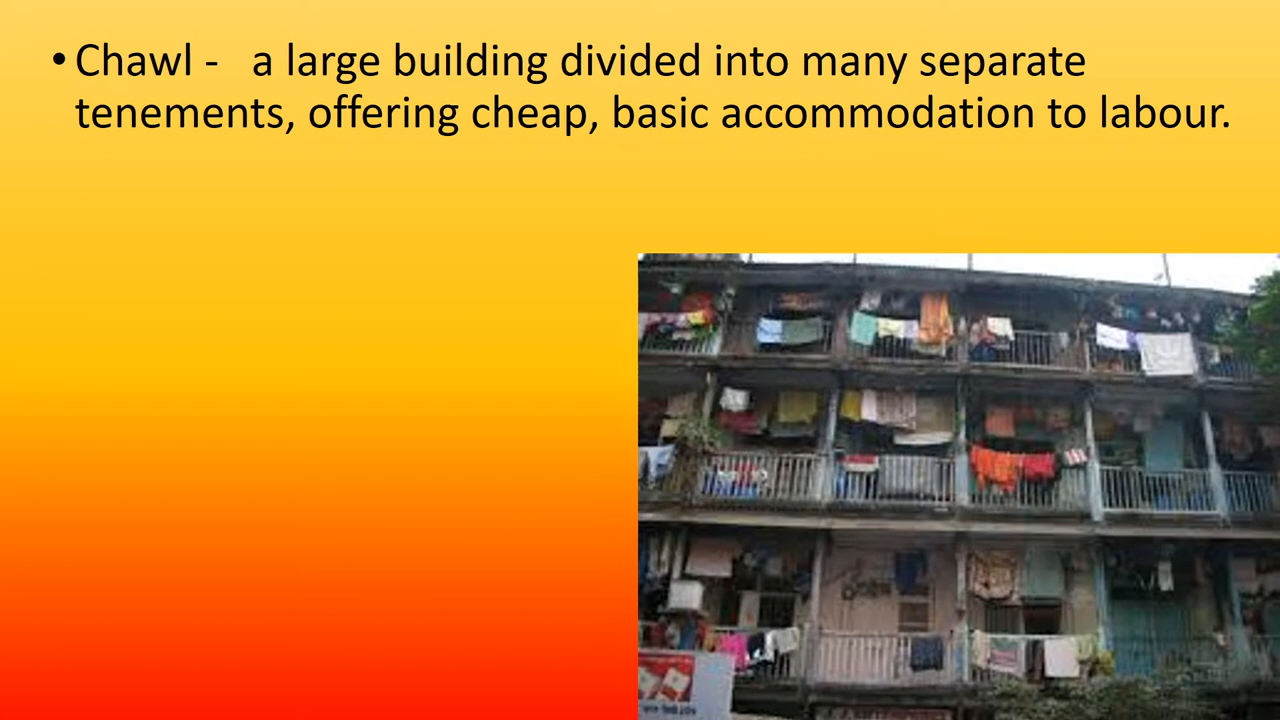 • Chawl - a large building divided into many separate
tenements, offering cheap, basic accommodation to labour.